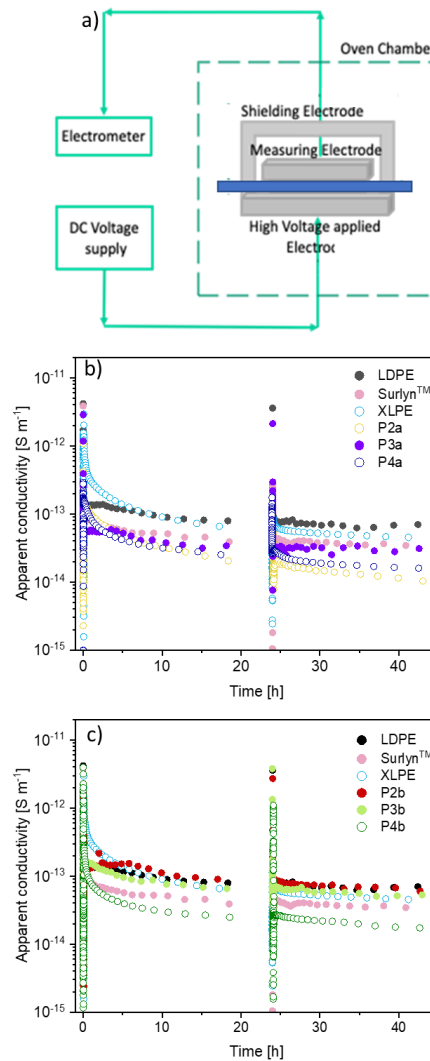 a)
Oven Chambe
Shielding Electrode
Electrometer
Measuring Electrode
DC Voltage
supply
High Voltage applied
Electroc
b)
Apparent conductivity [S m⁻¹]
10⁻¹¹
10⁻¹²
10⁻¹³
10⁻¹⁴
10⁻¹⁵
LDPE
Surlyn™
XLPE
P2a
P3a
P4a
0 10 20 30 40
Time [h]
c)
Apparent conductivity [S m⁻¹]
10⁻¹¹
10⁻¹²
10⁻¹³
10⁻¹⁴
10⁻¹⁵
LDPE
Surlyn™
XLPE
P2b
P3b
P4b
0 10 20 30 40
Time [h]